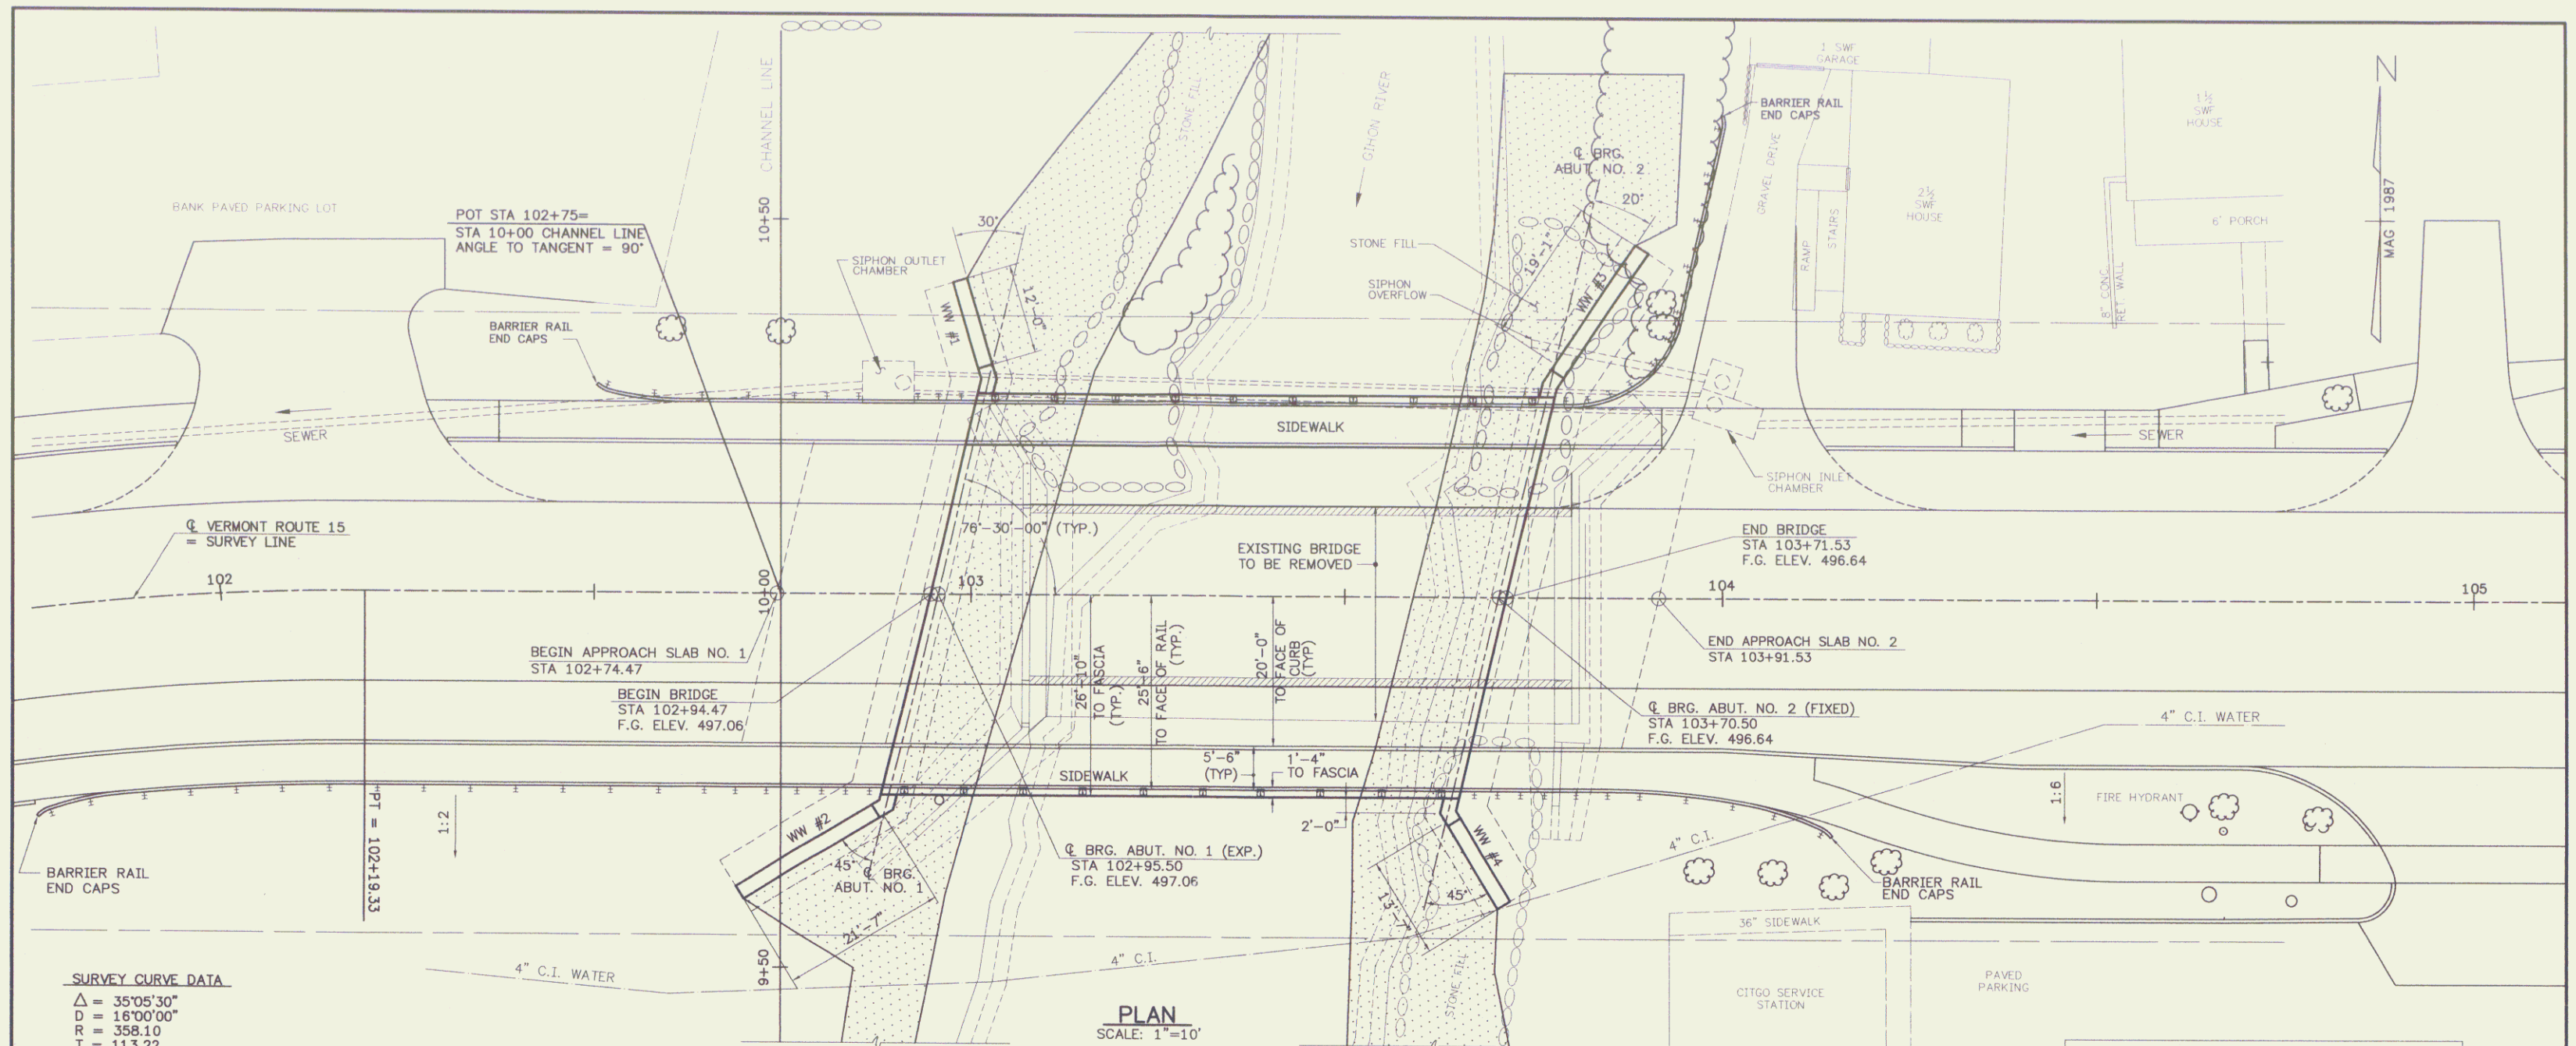 1 SWF
GARAGE
CHANNEL LINE
STONE FILL
GIHON RIVER
BARRIER RAIL
END CAPS
1½
SWF
HOUSE
N
MAG 1987
BANK PAVED PARKING LOT
POT STA 102+75=
STA 10+00 CHANNEL LINE
ANGLE TO TANGENT = 90°
10+50
30°
℄ BRG.
ABUT. NO. 2
20°
GRAVEL DRIVE
2½
SWF
HOUSE
6' PORCH
SIPHON OUTLET
CHAMBER
STONE FILL
19'-1"
RAMP
STAIRS
8" CONC.
RET. WALL
SIPHON
OVERFLOW
WW #3
12'-0"
WW #1
BARRIER RAIL
END CAPS
SEWER
SIDEWALK
SEWER
SIPHON INLET
CHAMBER
℄ VERMONT ROUTE 15
= SURVEY LINE
76°-30'-00" (TYP.)
EXISTING BRIDGE
TO BE REMOVED
END BRIDGE
STA 103+71.53
F.G. ELEV. 496.64
102
10+00
103
104
105
BEGIN APPROACH SLAB NO. 1
STA 102+74.47
26'-10"
TO FASCIA
(TYP.)
25'-6"
TO FACE OF RAIL
(TYP.)
20'-0"
TO FACE OF
CURB
(TYP)
END APPROACH SLAB NO. 2
STA 103+91.53
BEGIN BRIDGE
STA 102+94.47
F.G. ELEV. 497.06
℄ BRG. ABUT. NO. 2 (FIXED)
STA 103+70.50
F.G. ELEV. 496.64
4" C.I. WATER
5'-6"
(TYP)
1'-4"
TO FASCIA
SIDEWALK
PT = 102+19.33
1:2
WW #2
2'-0"
WW #4
4" C.I.
1:6
FIRE HYDRANT
BARRIER RAIL
END CAPS
45°
℄ BRG.
ABUT. NO. 1
℄ BRG. ABUT. NO. 1 (EXP.)
STA 102+95.50
F.G. ELEV. 497.06
13'-7"
45°
BARRIER RAIL
END CAPS
21'-7"
36" SIDEWALK
9+50
4" C.I. WATER
4" C.I.
STONE FILL
CITGO SERVICE
STATION
PAVED
PARKING
SURVEY CURVE DATA
△ = 35°05'30"
D = 16°00'00"
R = 358.10
T = 113.22
PLAN
SCALE: 1"=10'